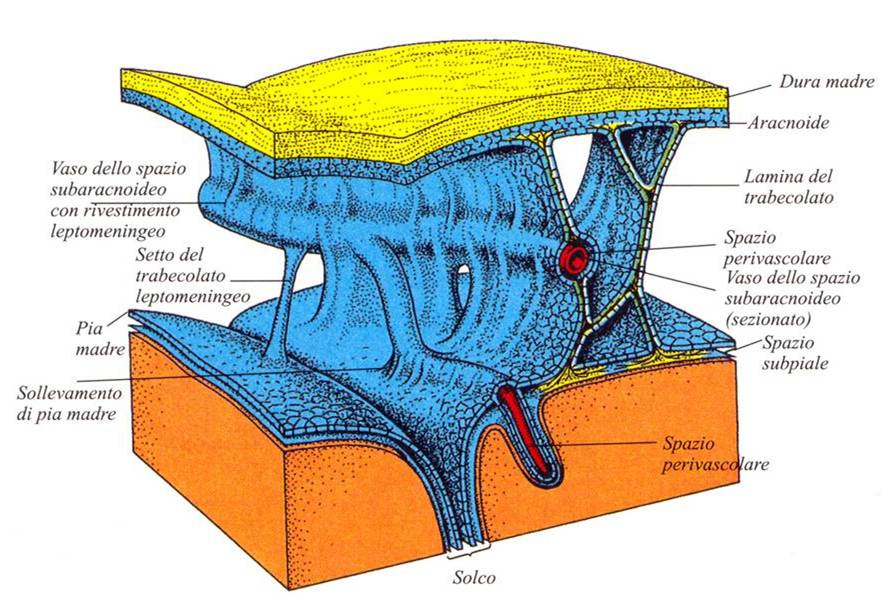 Dura madre
Aracnoide
Vaso dello spazio
subaracnoideo
con rivestimento
leptomeningeo
Lamina del
trabecolato
Setto del
trabecolato
leptomeningeo
Spazio
perivascolare
Vaso dello spazio
subaracnoideo
(sezionato)
Pia
madre
Spazio
subpiale
Sollevamento
di pia madre
Spazio
perivascolare
Solco